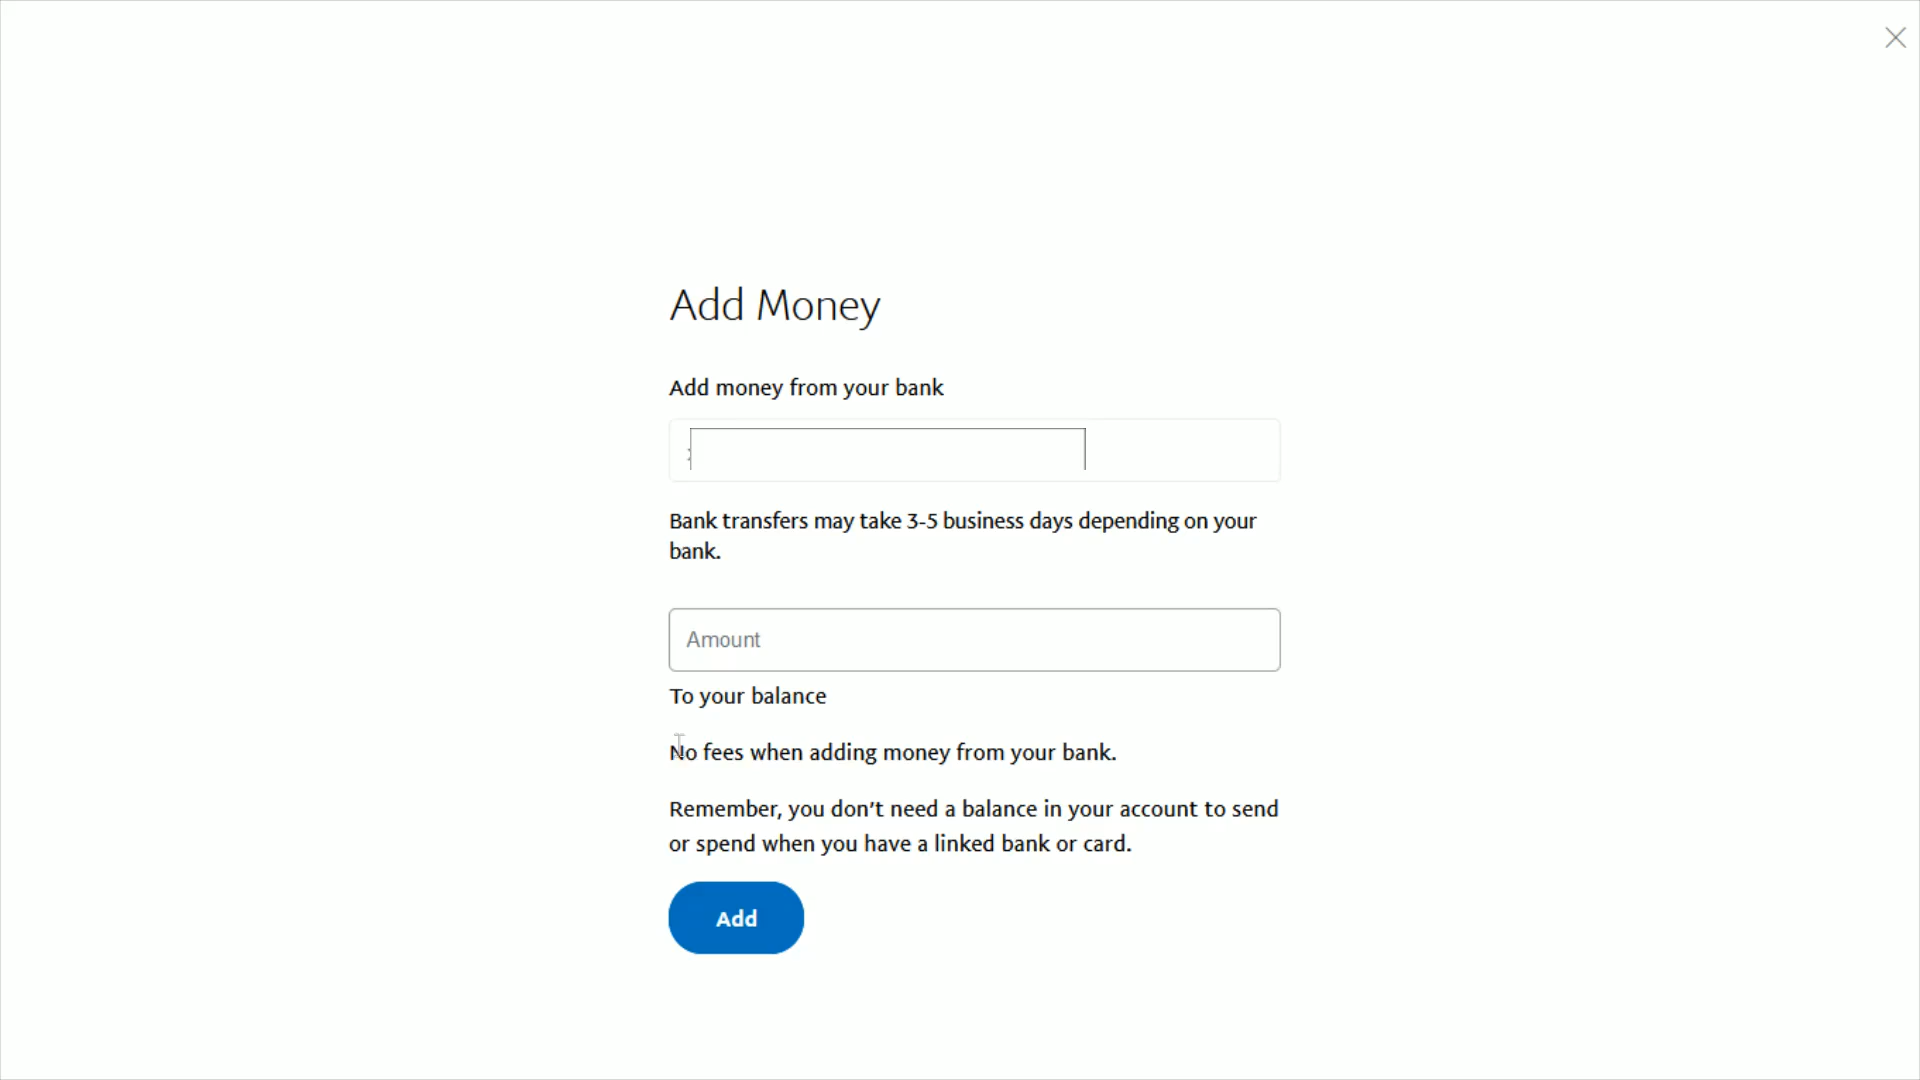 Add Money
Add money from your bank
Bank transfers may take 3-5 business days depending on your
bank.
Amount
To your balance
No fees when adding money from your bank.
Remember, you don't need a balance in your account to send
or spend when you have a linked bank or card.
Add